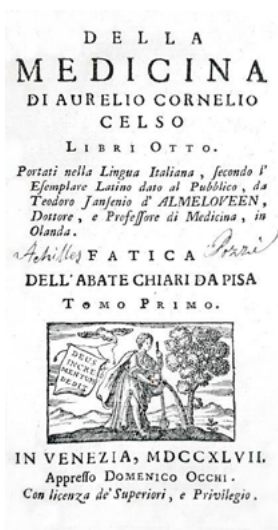 DELLA
MEDICINA
DI AURELIO CORNELIO
CELSO
LIBRI OTTO.
Portati nella Lingua Italiana, ſecondo l'
Eſemplare Latino dato al Pubblico, da
Teodoro Janſenio d' ALMELOVEEN,
Dottore, e Profeſſore di Medicina, in
Olanda.
Achilles FATICA Pozzi
DELL'ABATE CHIARI DA PISA
TOMO PRIMO.
DEUS
INCRE
MENTUM
DEDIT
IN VENEZIA, MDCCXLVII.
Appreſſo DOMENICO OCCHI.
Con licenza de' Superiori, e Privilegio.